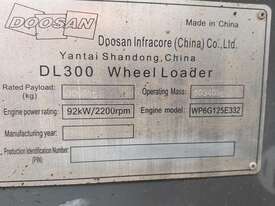 DOOSAN
Made in China
Doosan Infracore (China) Co.,Ltd.
Yantai Shandong,China
DL300 Wheel Loader
Rated Payload: (kg)
Operating Mass:
Engine power rating: 92kW/2200rpm Engine model: WP6G125E332
Manufacturing year:
Production Identification Number (PIN)